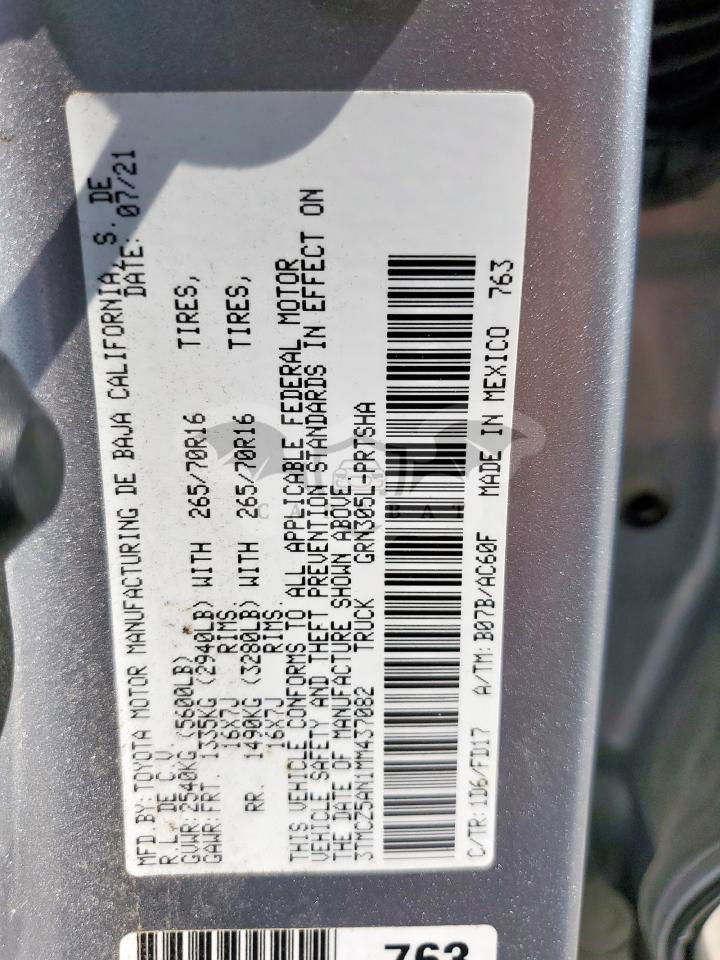 MFD BY: TOYOTA MOTOR MANUFACTURING DE BAJA CALIFORNIA, S. DE
R.L. DE C.V. DATE: 07/21
GVWR: 2540KG (5600LB)
GAWR: FRT. 1335KG (2940LB) WITH 265/70R16 TIRES,
16X7J RIMS.
RR. 1490KG (3280LB) WITH 265/70R16 TIRES,
16X7J RIMS.
THIS VEHICLE CONFORMS TO ALL APPLICABLE FEDERAL MOTOR
VEHICLE SAFETY AND THEFT PREVENTION STANDARDS IN EFFECT ON
THE DATE OF MANUFACTURE SHOWN ABOVE.
3TMCZ5AN1MM437082 TRUCK GRN305L-PRTSHA
C/TR: 1D6/FD17 A/TM: B07B/AC60F MADE IN MEXICO 763
763